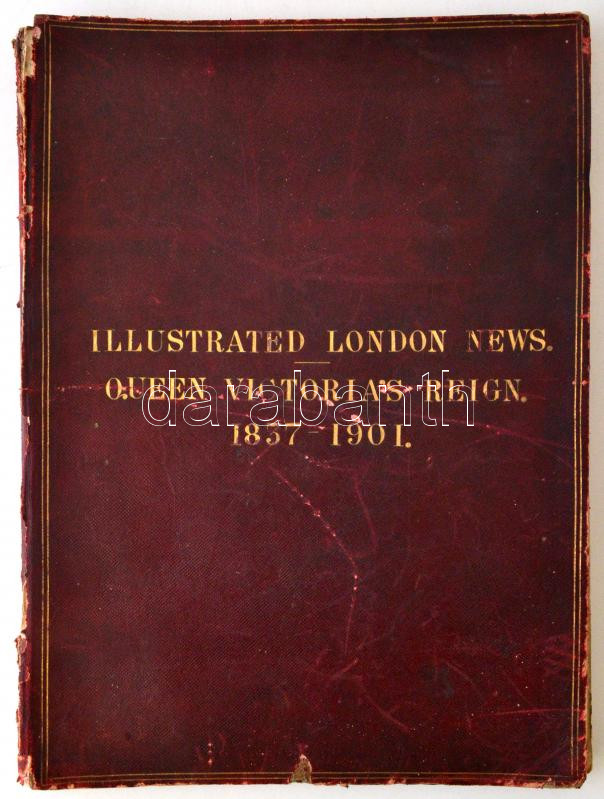 ILLUSTRATED LONDON NEWS.
QUEEN VICTORIA'S REIGN.
darabanth
1837-1901.